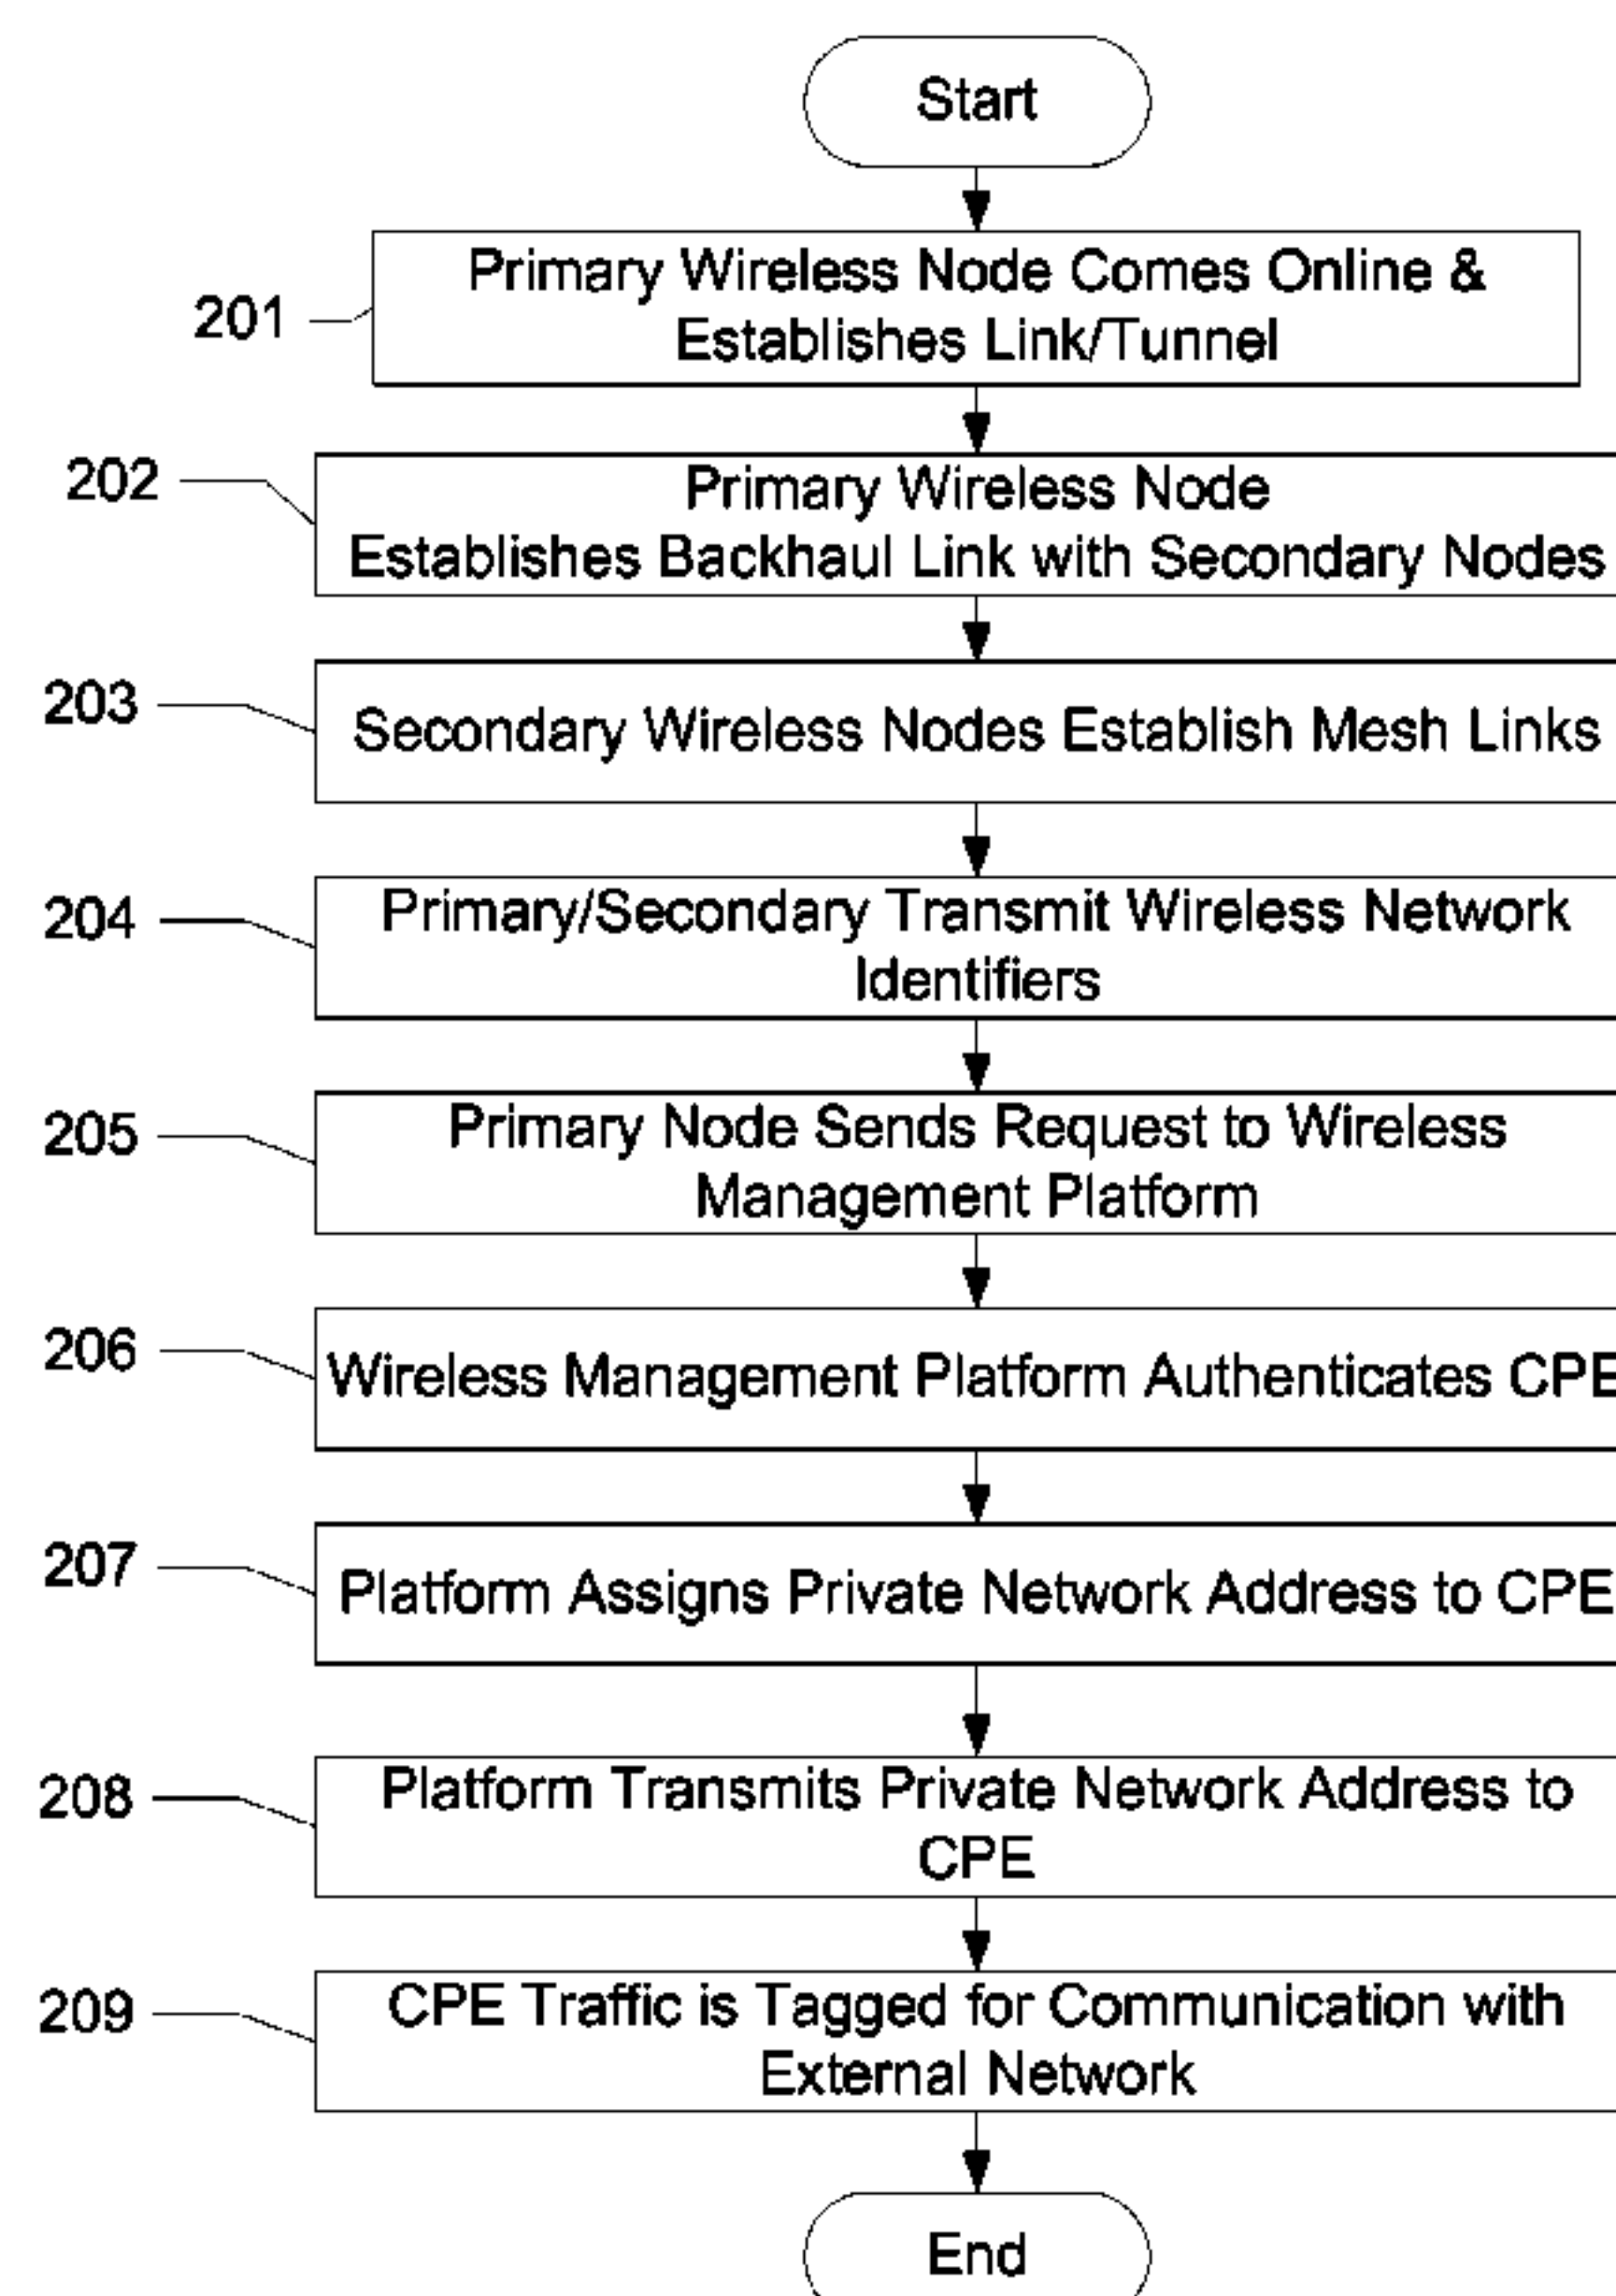 Start
201
Primary Wireless Node Comes Online &
Establishes Link/Tunnel
202
Primary Wireless Node
Establishes Backhaul Link with Secondary Nodes
203
Secondary Wireless Nodes Establish Mesh Links
204
Primary/Secondary Transmit Wireless Network
Identifiers
205
Primary Node Sends Request to Wireless
Management Platform
206
Wireless Management Platform Authenticates CPE
207
Platform Assigns Private Network Address to CPE
208
Platform Transmits Private Network Address to
CPE
209
CPE Traffic is Tagged for Communication with
External Network
End